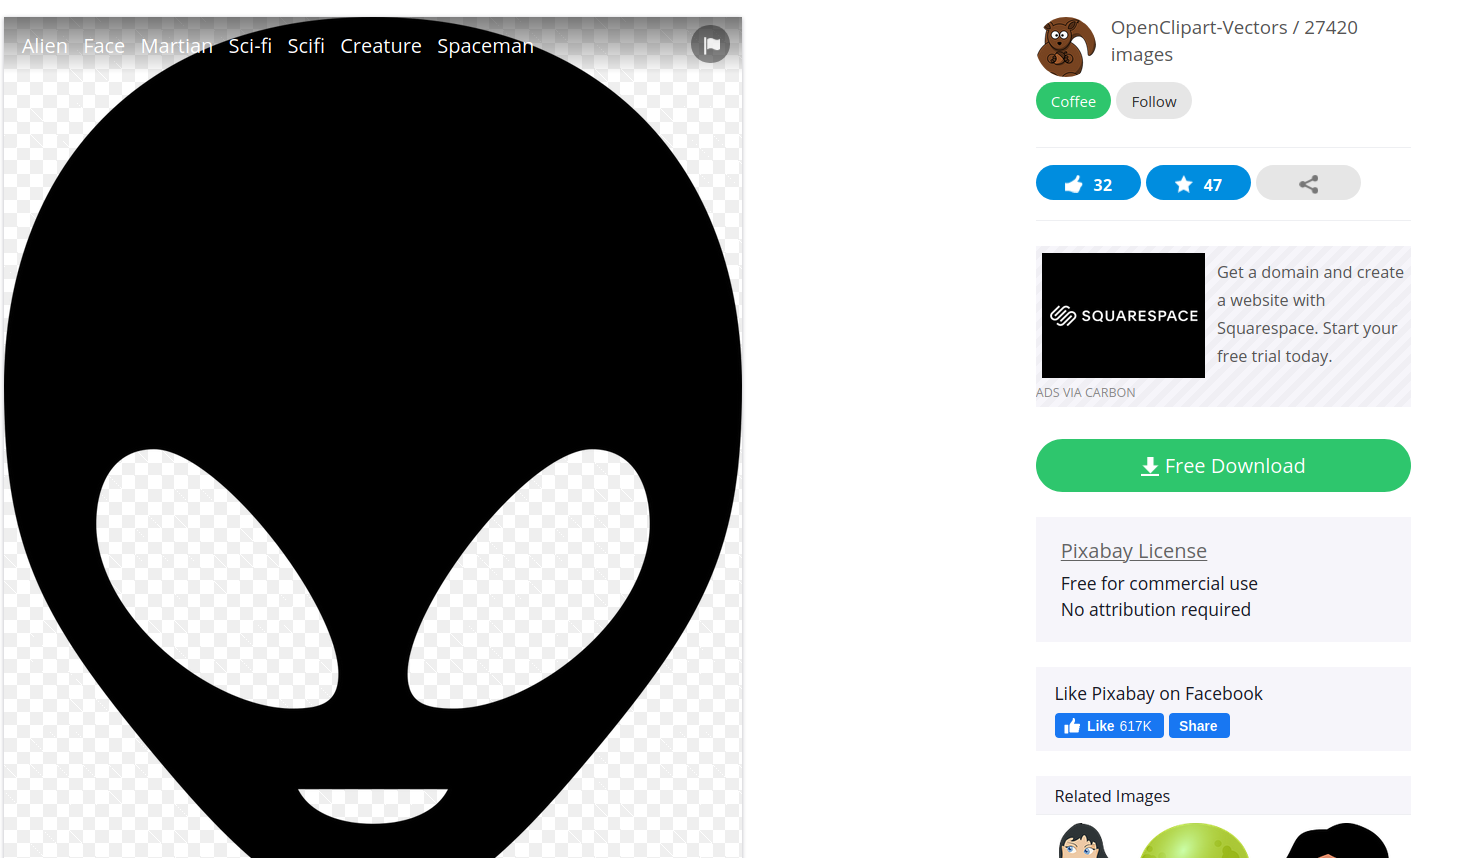 Alien Face Martian Sci-fi Scifi Creature Spaceman
OpenClipart-Vectors / 27420
images
Coffee Follow
32 47
SQUARESPACE
Get a domain and create
a website with
Squarespace. Start your
free trial today.
ADS VIA CARBON
Free Download
Pixabay License
Free for commercial use
No attribution required
Like Pixabay on Facebook
Like 617K Share
Related Images